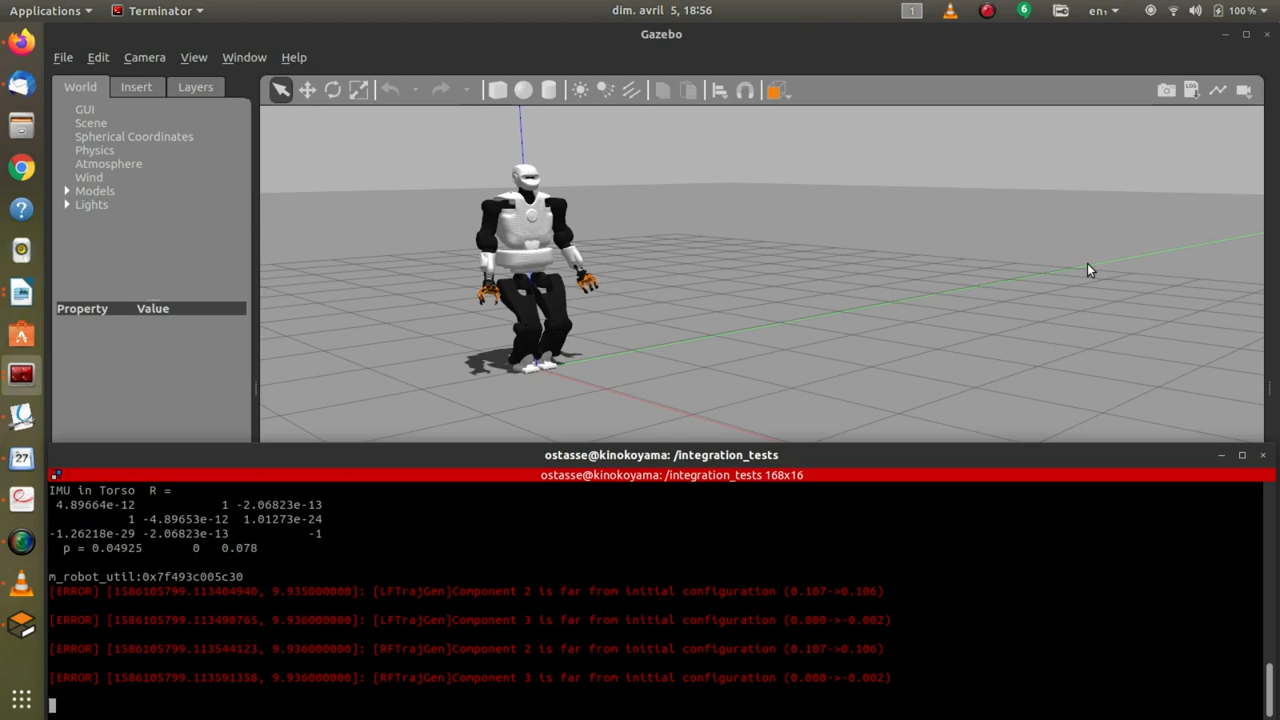 Applications
Terminator
dim. avril 5, 18:56
1
6
en₁
100 %
Gazebo
File Edit Camera View Window Help
World Insert Layers
GUI
Scene
Spherical Coordinates
Physics
Atmosphere
Wind
Models
Lights
LOG
Property Value
27
ostasse@kinokoyama: /integration_tests
ostasse@kinokoyama: /integration_tests 168x16
IMU in Torso R =
4.89664e-12 1 -2.06823e-13
1 -4.89653e-12 1.01273e-24
-1.26218e-29 -2.06823e-13 -1
p = 0.04925 0 0.078
m_robot_util:0x7f493c005c30
[ERROR] [1586105799.113404940, 9.935000000]: [LFTrajGen]Component 2 is far from initial configuration (0.107->0.106)
[ERROR] [1586105799.113490765, 9.936000000]: [LFTrajGen]Component 3 is far from initial configuration (0.000->-0.002)
[ERROR] [1586105799.113544123, 9.936000000]: [RFTrajGen]Component 2 is far from initial configuration (0.107->0.106)
[ERROR] [1586105799.113591358, 9.936000000]: [RFTrajGen]Component 3 is far from initial configuration (0.000->-0.002)